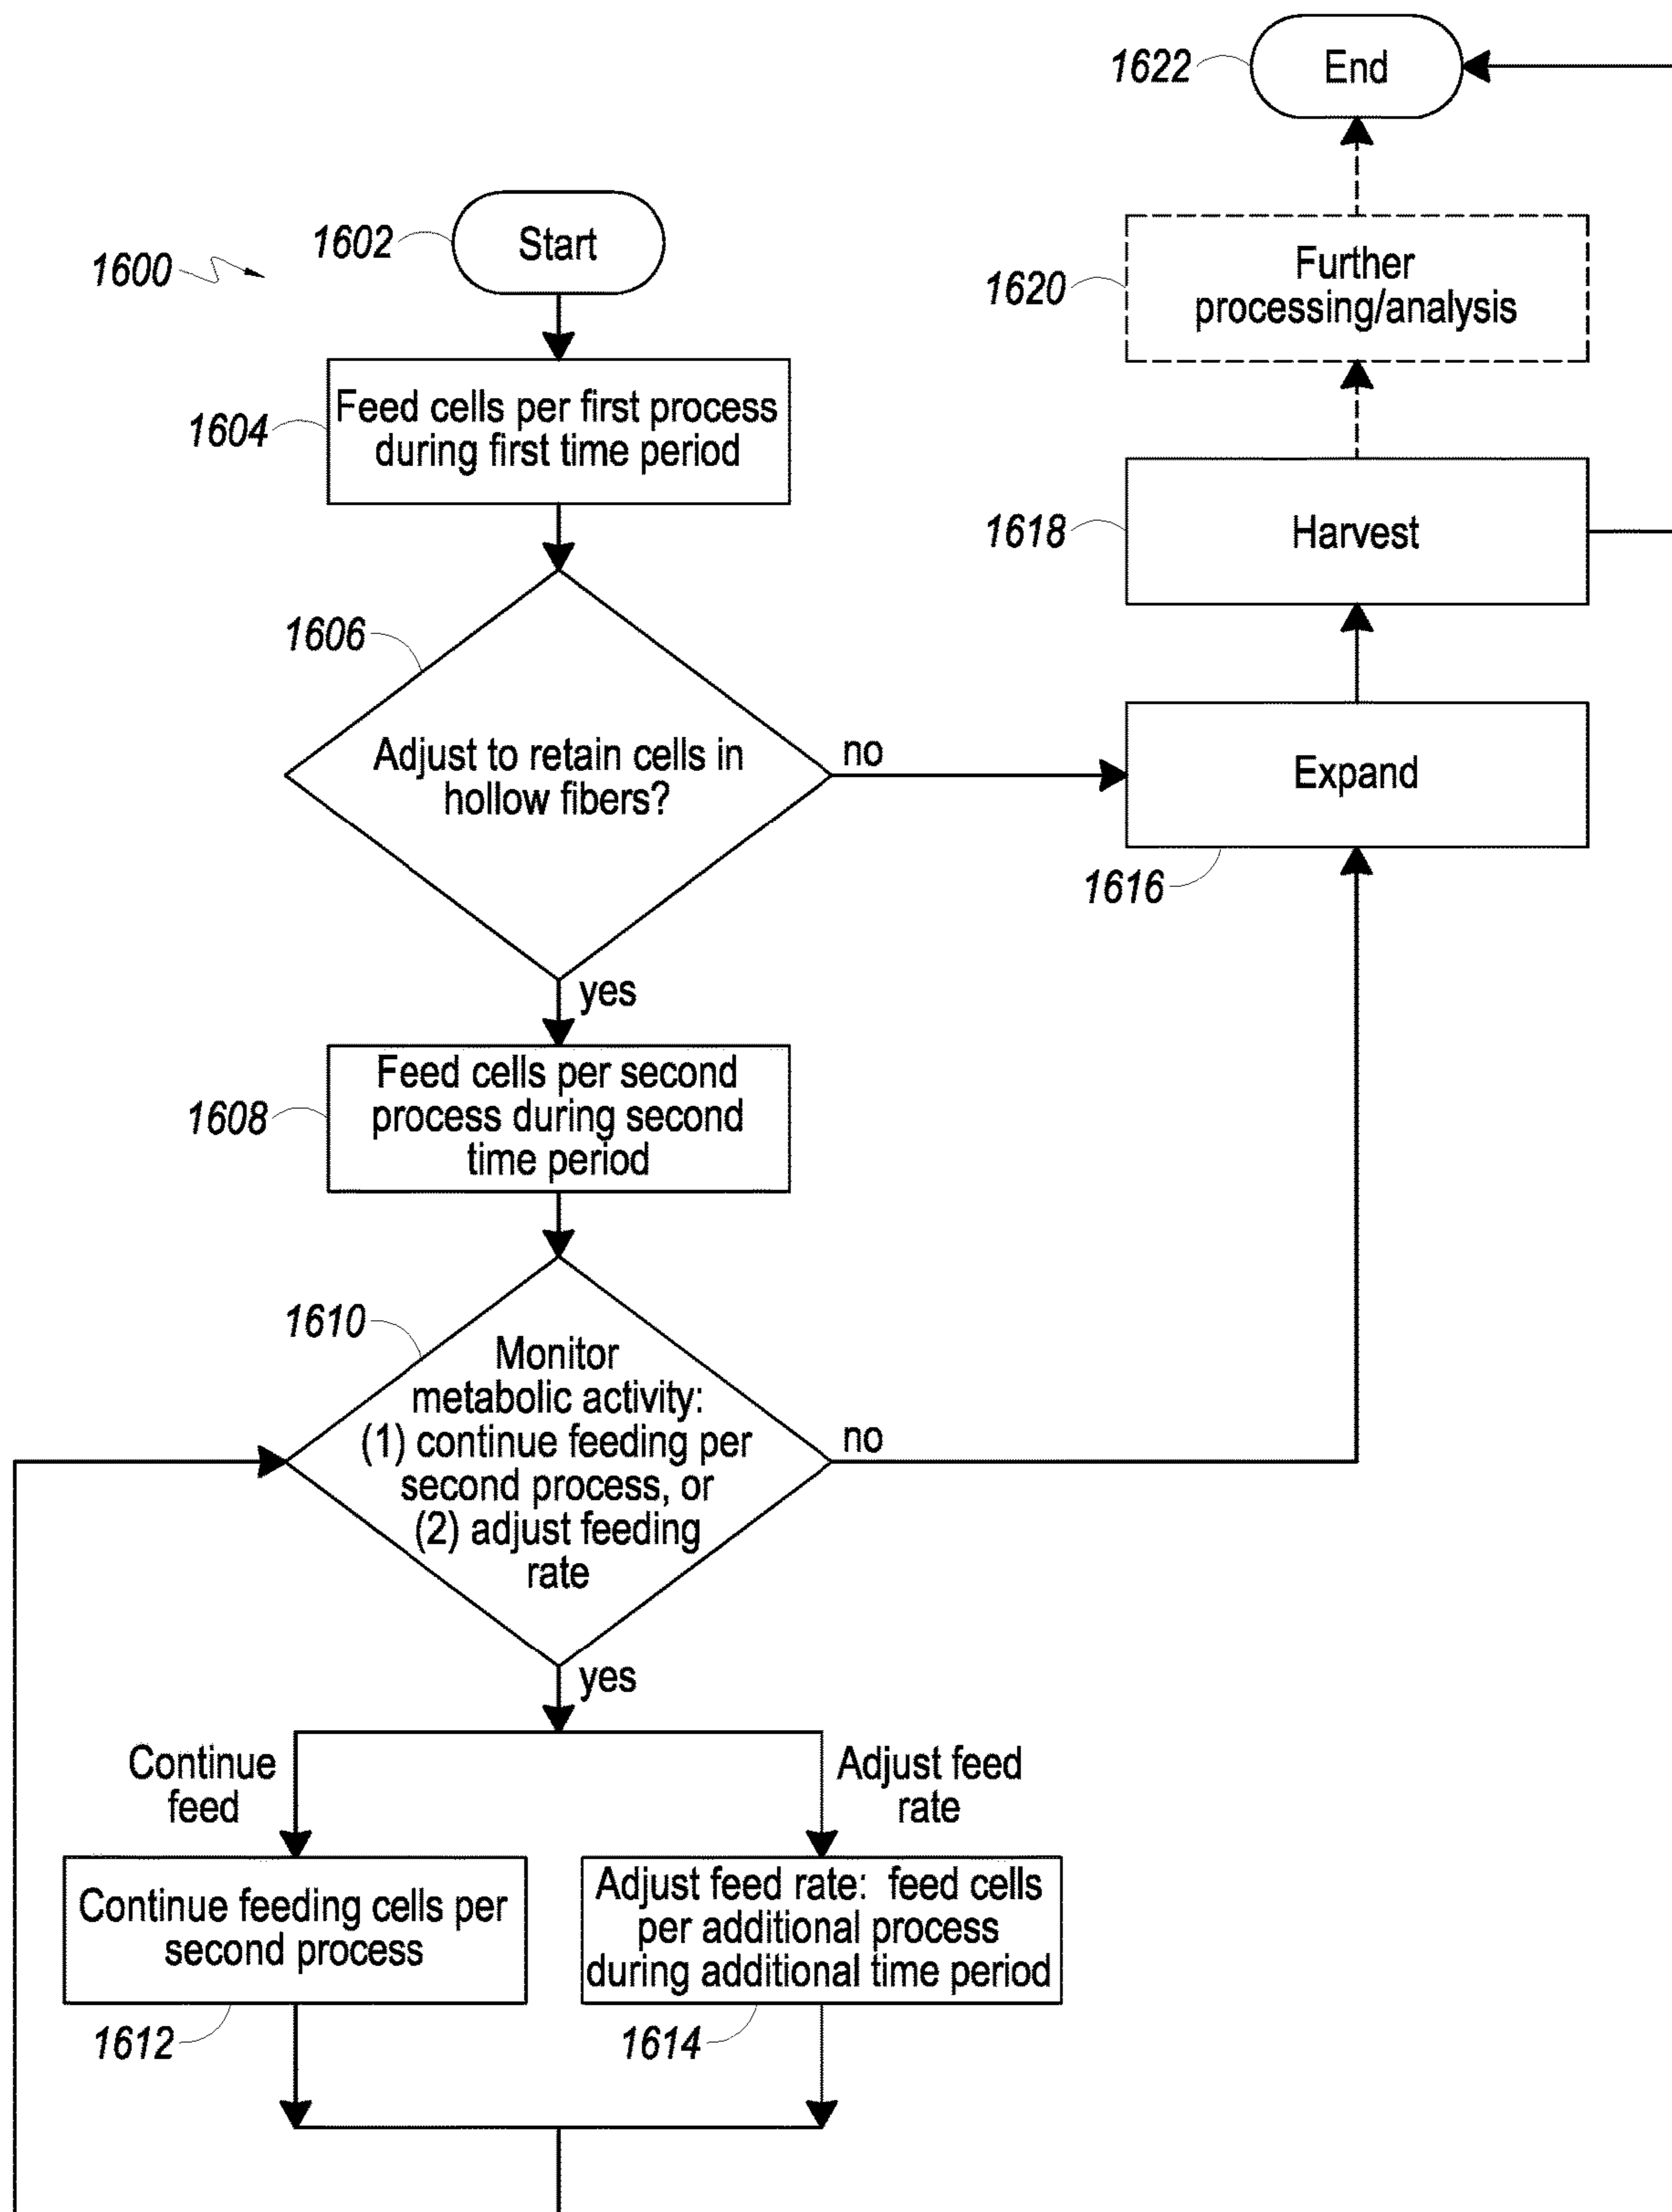 1600
1602
Start
1604
Feed cells per first process
during first time period
1606
Adjust to retain cells in
hollow fibers?
no
yes
1608
Feed cells per second
process during second
time period
1610
Monitor
metabolic activity:
(1) continue feeding per
second process, or
(2) adjust feeding
rate
no
yes
Continue
feed
Adjust feed
rate
Continue feeding cells per
second process
1612
Adjust feed rate:  feed cells
per additional process
during additional time period
1614
Expand
1616
1618
Harvest
1620
Further
processing/analysis
1622
End